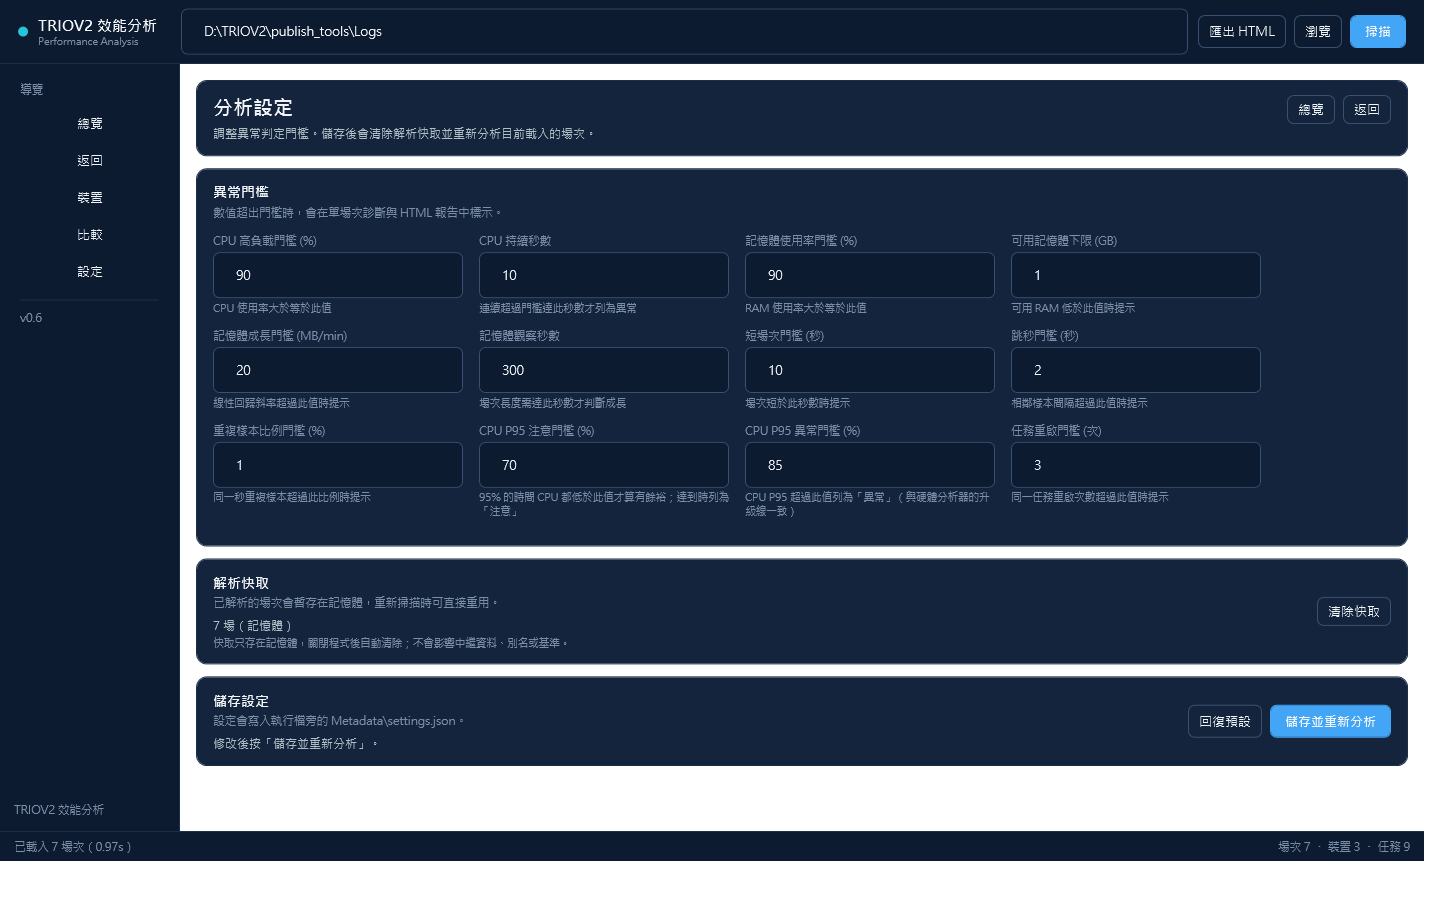 TRIOV2 效能分析
Performance Analysis
D:\TRIOV2\publish_tools\Logs
匯出 HTML
瀏覽
掃描
導覽
總覽
返回
裝置
比較
設定
v0.6
TRIOV2 效能分析
分析設定
調整異常判定門檻。儲存後會清除解析快取並重新分析目前載入的場次。
總覽
返回
異常門檻
數值超出門檻時，會在單場次診斷與 HTML 報告中標示。
CPU 高負載門檻 (%)
90
CPU 使用率大於等於此值
CPU 持續秒數
10
連續超過門檻達此秒數才列為異常
記憶體使用率門檻 (%)
90
RAM 使用率大於等於此值
可用記憶體下限 (GB)
1
可用 RAM 低於此值時提示
記憶體成長門檻 (MB/min)
20
線性回歸斜率超過此值時提示
記憶體觀察秒數
300
場次長度需達此秒數才判斷成長
短場次門檻 (秒)
10
場次短於此秒數時提示
跳秒門檻 (秒)
2
相鄰樣本間隔超過此值時提示
重複樣本比例門檻 (%)
1
同一秒重複樣本超過此比例時提示
CPU P95 注意門檻 (%)
70
95% 的時間 CPU 都低於此值才算有餘裕；達到時列為
「注意」
CPU P95 異常門檻 (%)
85
CPU P95 超過此值列為「異常」（與硬體分析器的升
級線一致）
任務重啟門檻 (次)
3
同一任務重啟次數超過此值時提示
解析快取
已解析的場次會暫存在記憶體，重新掃描時可直接重用。
7 場（記憶體）
快取只存在記憶體，關閉程式後自動清除；不會影響中繼資料、別名或基準。
清除快取
儲存設定
設定會寫入執行檔旁的 Metadata\settings.json。
修改後按「儲存並重新分析」。
回復預設
儲存並重新分析
已載入 7 場次（0.97s）
場次 7 · 裝置 3 · 任務 9